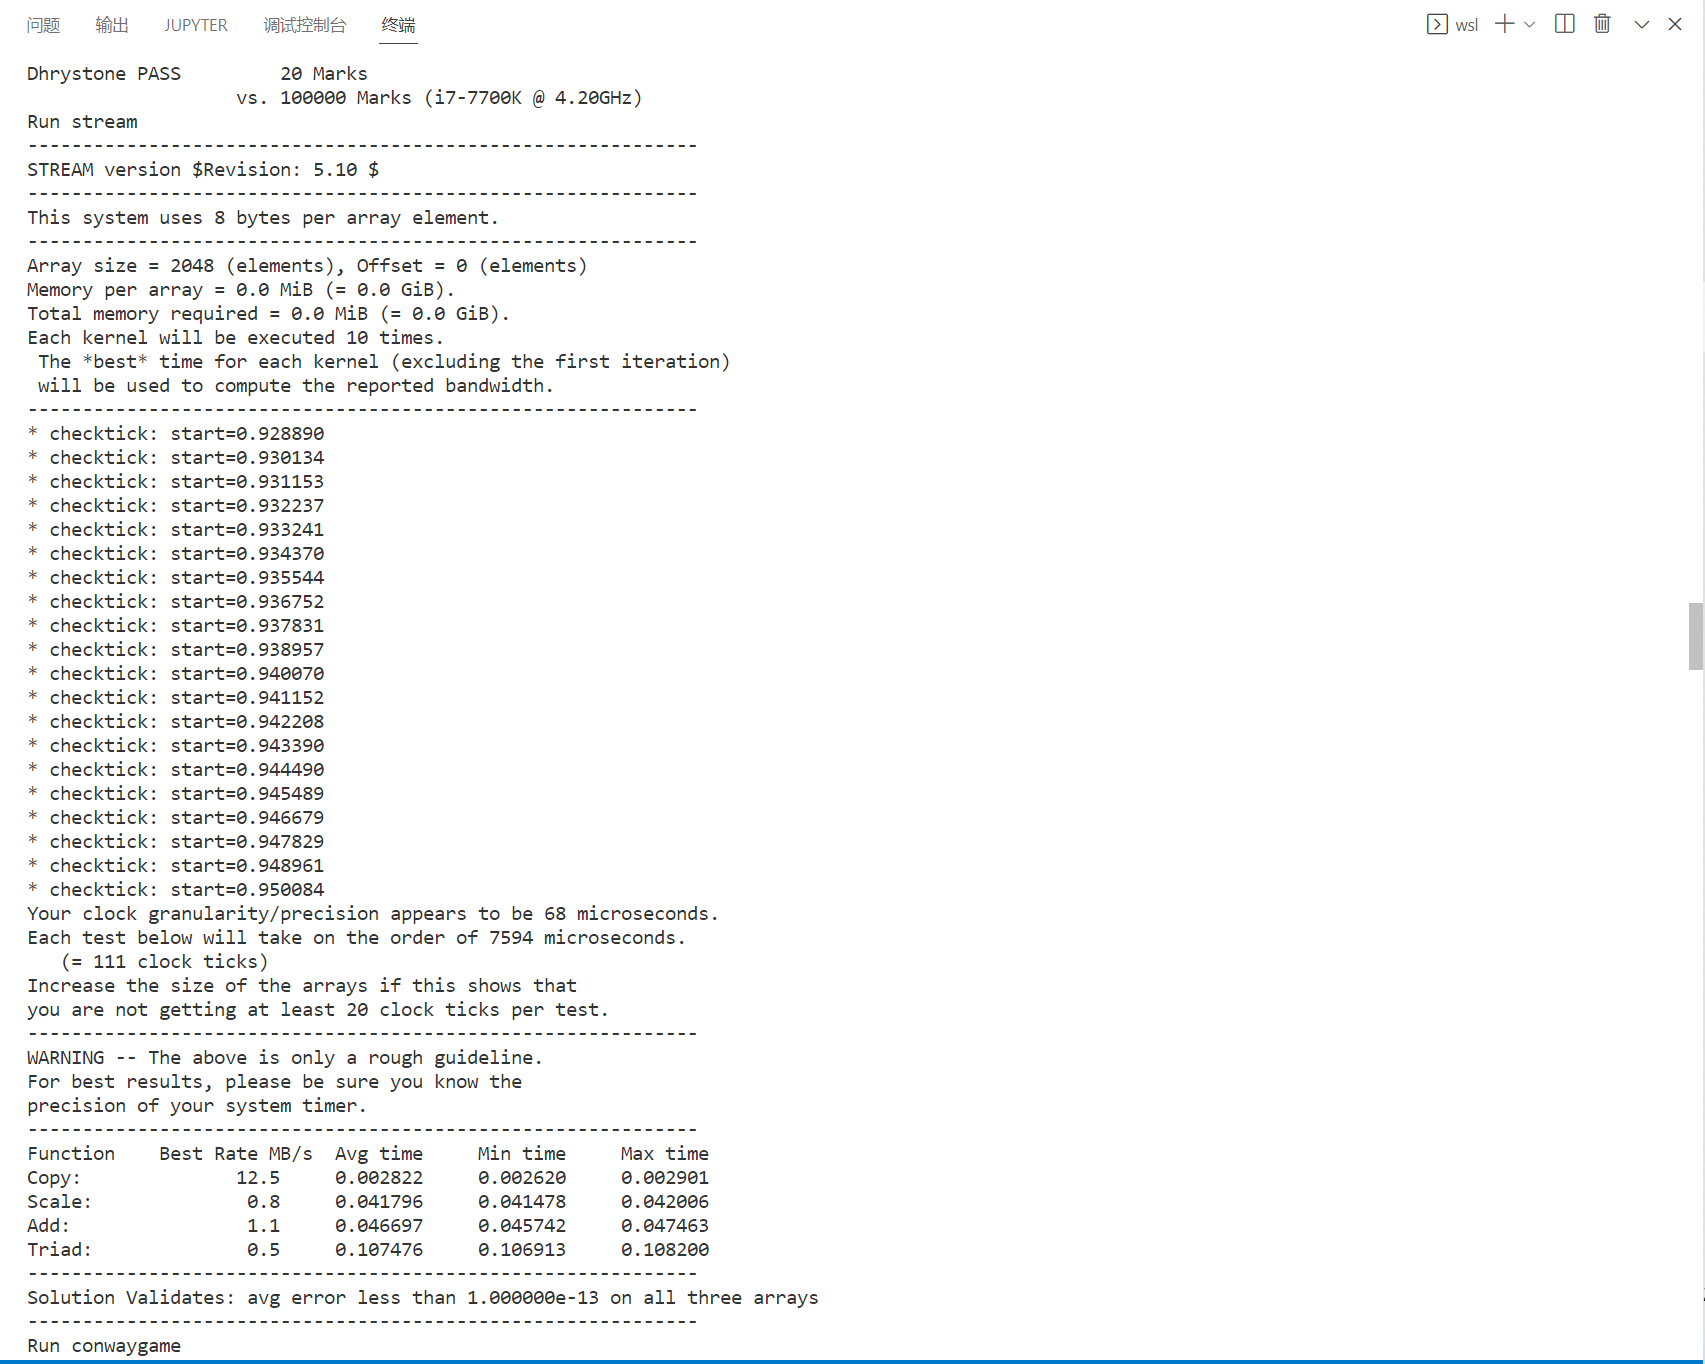 问题 输出 JUPYTER 调试控制台 终端 wsl
Dhrystone PASS         20 Marks
                   vs. 100000 Marks (i7-7700K @ 4.20GHz)
Run stream
-------------------------------------------------------------
STREAM version $Revision: 5.10 $
-------------------------------------------------------------
This system uses 8 bytes per array element.
-------------------------------------------------------------
Array size = 2048 (elements), Offset = 0 (elements)
Memory per array = 0.0 MiB (= 0.0 GiB).
Total memory required = 0.0 MiB (= 0.0 GiB).
Each kernel will be executed 10 times.
 The *best* time for each kernel (excluding the first iteration)
 will be used to compute the reported bandwidth.
-------------------------------------------------------------
* checktick: start=0.928890
* checktick: start=0.930134
* checktick: start=0.931153
* checktick: start=0.932237
* checktick: start=0.933241
* checktick: start=0.934370
* checktick: start=0.935544
* checktick: start=0.936752
* checktick: start=0.937831
* checktick: start=0.938957
* checktick: start=0.940070
* checktick: start=0.941152
* checktick: start=0.942208
* checktick: start=0.943390
* checktick: start=0.944490
* checktick: start=0.945489
* checktick: start=0.946679
* checktick: start=0.947829
* checktick: start=0.948961
* checktick: start=0.950084
Your clock granularity/precision appears to be 68 microseconds.
Each test below will take on the order of 7594 microseconds.
   (= 111 clock ticks)
Increase the size of the arrays if this shows that
you are not getting at least 20 clock ticks per test.
-------------------------------------------------------------
WARNING -- The above is only a rough guideline.
For best results, please be sure you know the
precision of your system timer.
-------------------------------------------------------------
Function    Best Rate MB/s  Avg time     Min time     Max time
Copy:              12.5     0.002822     0.002620     0.002901
Scale:              0.8     0.041796     0.041478     0.042006
Add:                1.1     0.046697     0.045742     0.047463
Triad:              0.5     0.107476     0.106913     0.108200
-------------------------------------------------------------
Solution Validates: avg error less than 1.000000e-13 on all three arrays
-------------------------------------------------------------
Run conwaygame